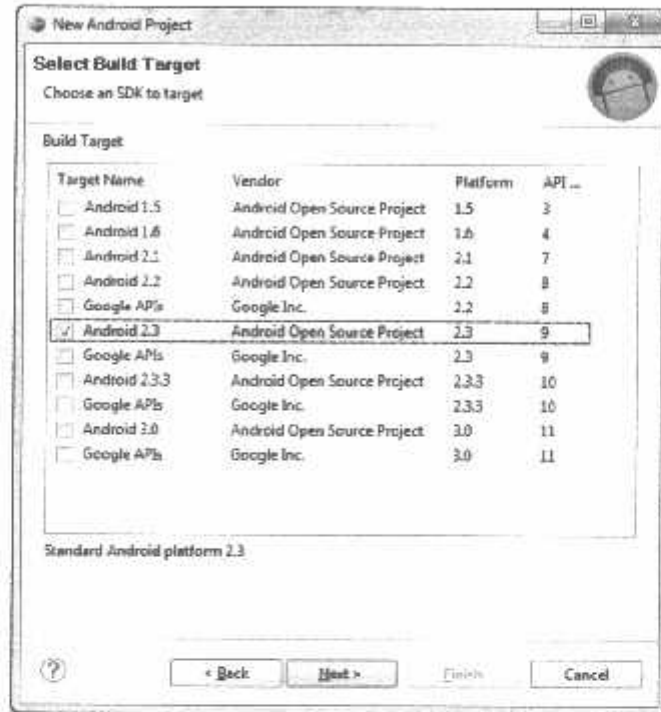 New Android Project
Select Build Target
Choose an SDK to target
Build Target
Target Name Vendor Platform API ...
Android 1.5 Android Open Source Project 1.5 3
Android 1.6 Android Open Source Project 1.6 4
Android 2.1 Android Open Source Project 2.1 7
Android 2.2 Android Open Source Project 2.2 8
Google APIs Google Inc. 2.2 8
Android 2.3 Android Open Source Project 2.3 9
Google APIs Google Inc. 2.3 9
Android 2.3.3 Android Open Source Project 2.3.3 10
Google APIs Google Inc. 2.3.3 10
Android 3.0 Android Open Source Project 3.0 11
Google APIs Google Inc. 3.0 11
Standard Android platform 2.3
? < Back Next > Finish Cancel